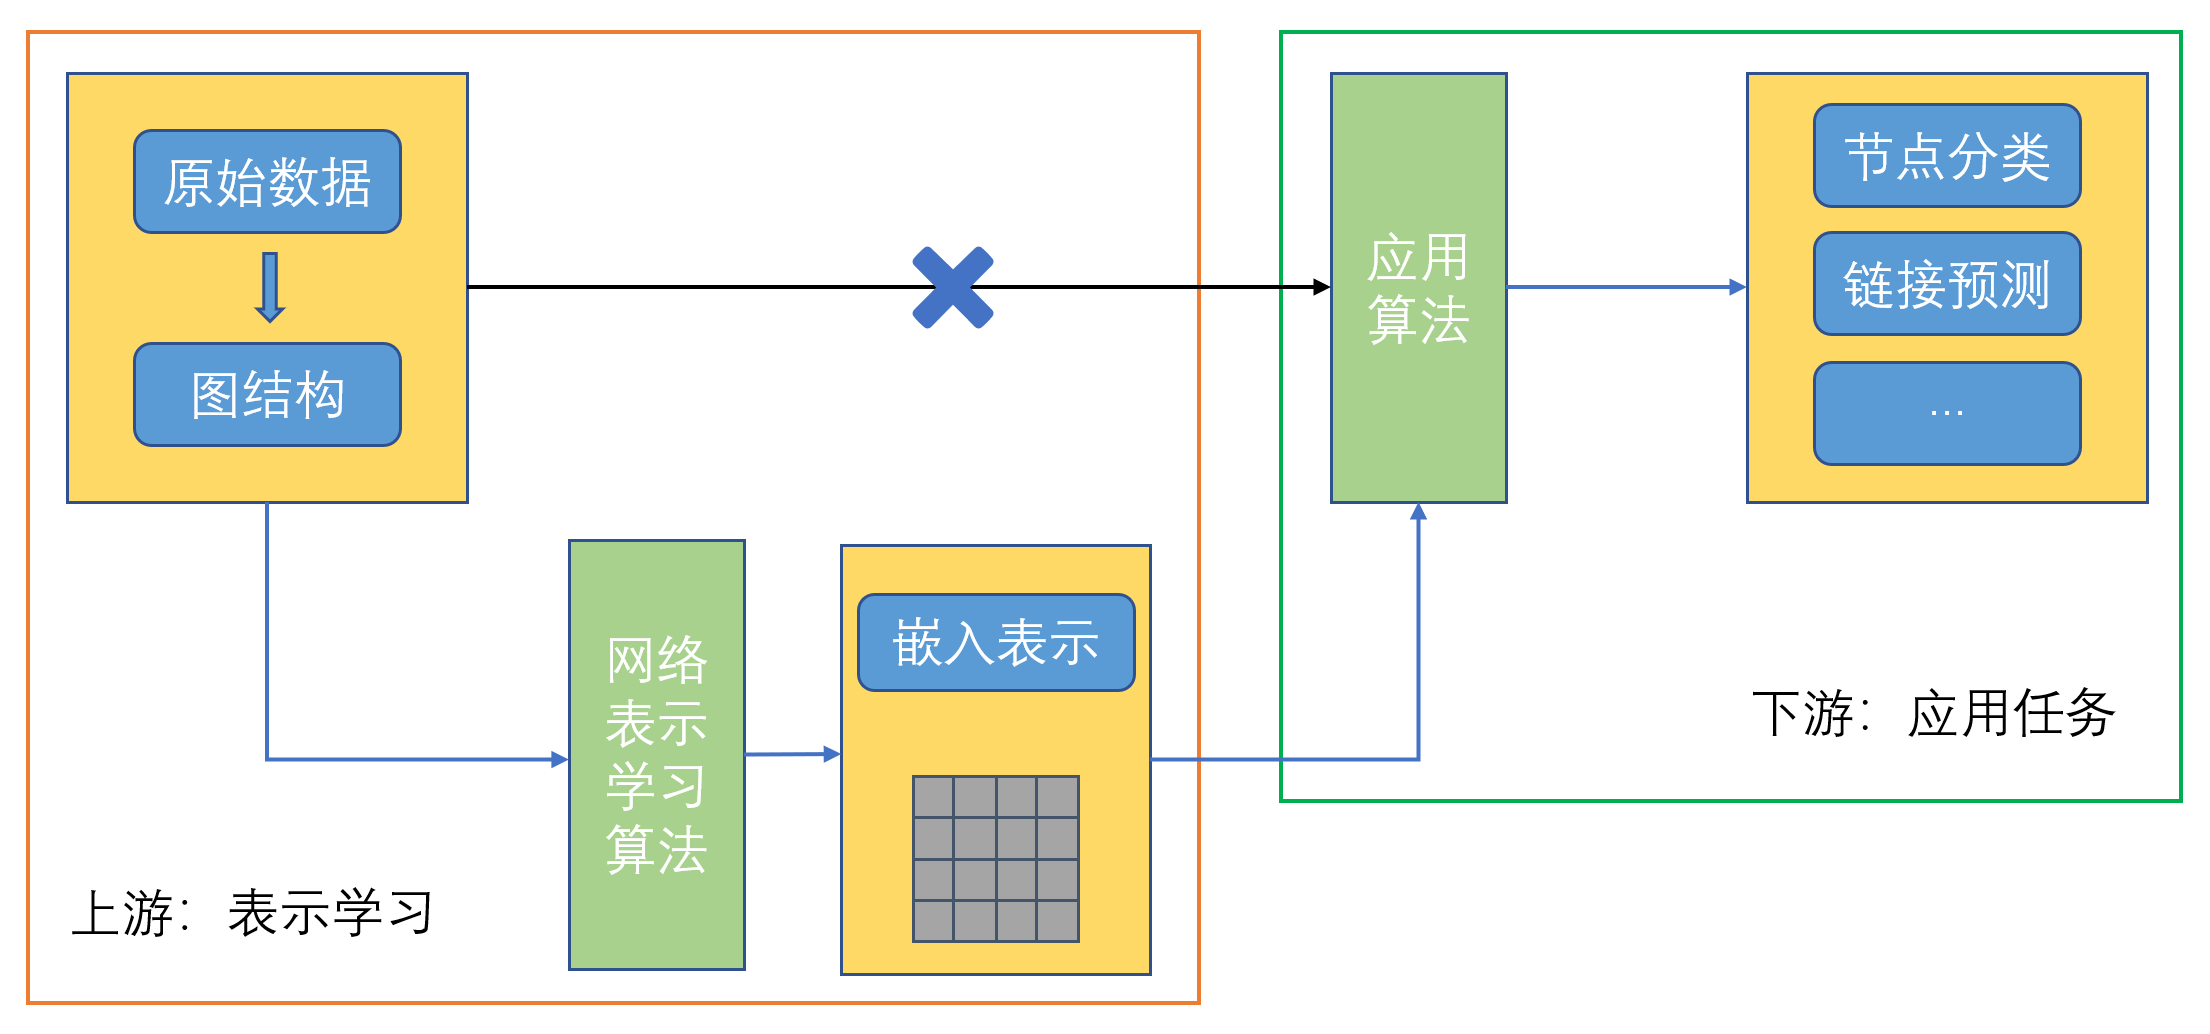 原始数据
图结构
网络
表示
学习
算法
嵌入表示
上游：表示学习
应用
算法
节点分类
链接预测
...
下游：应用任务